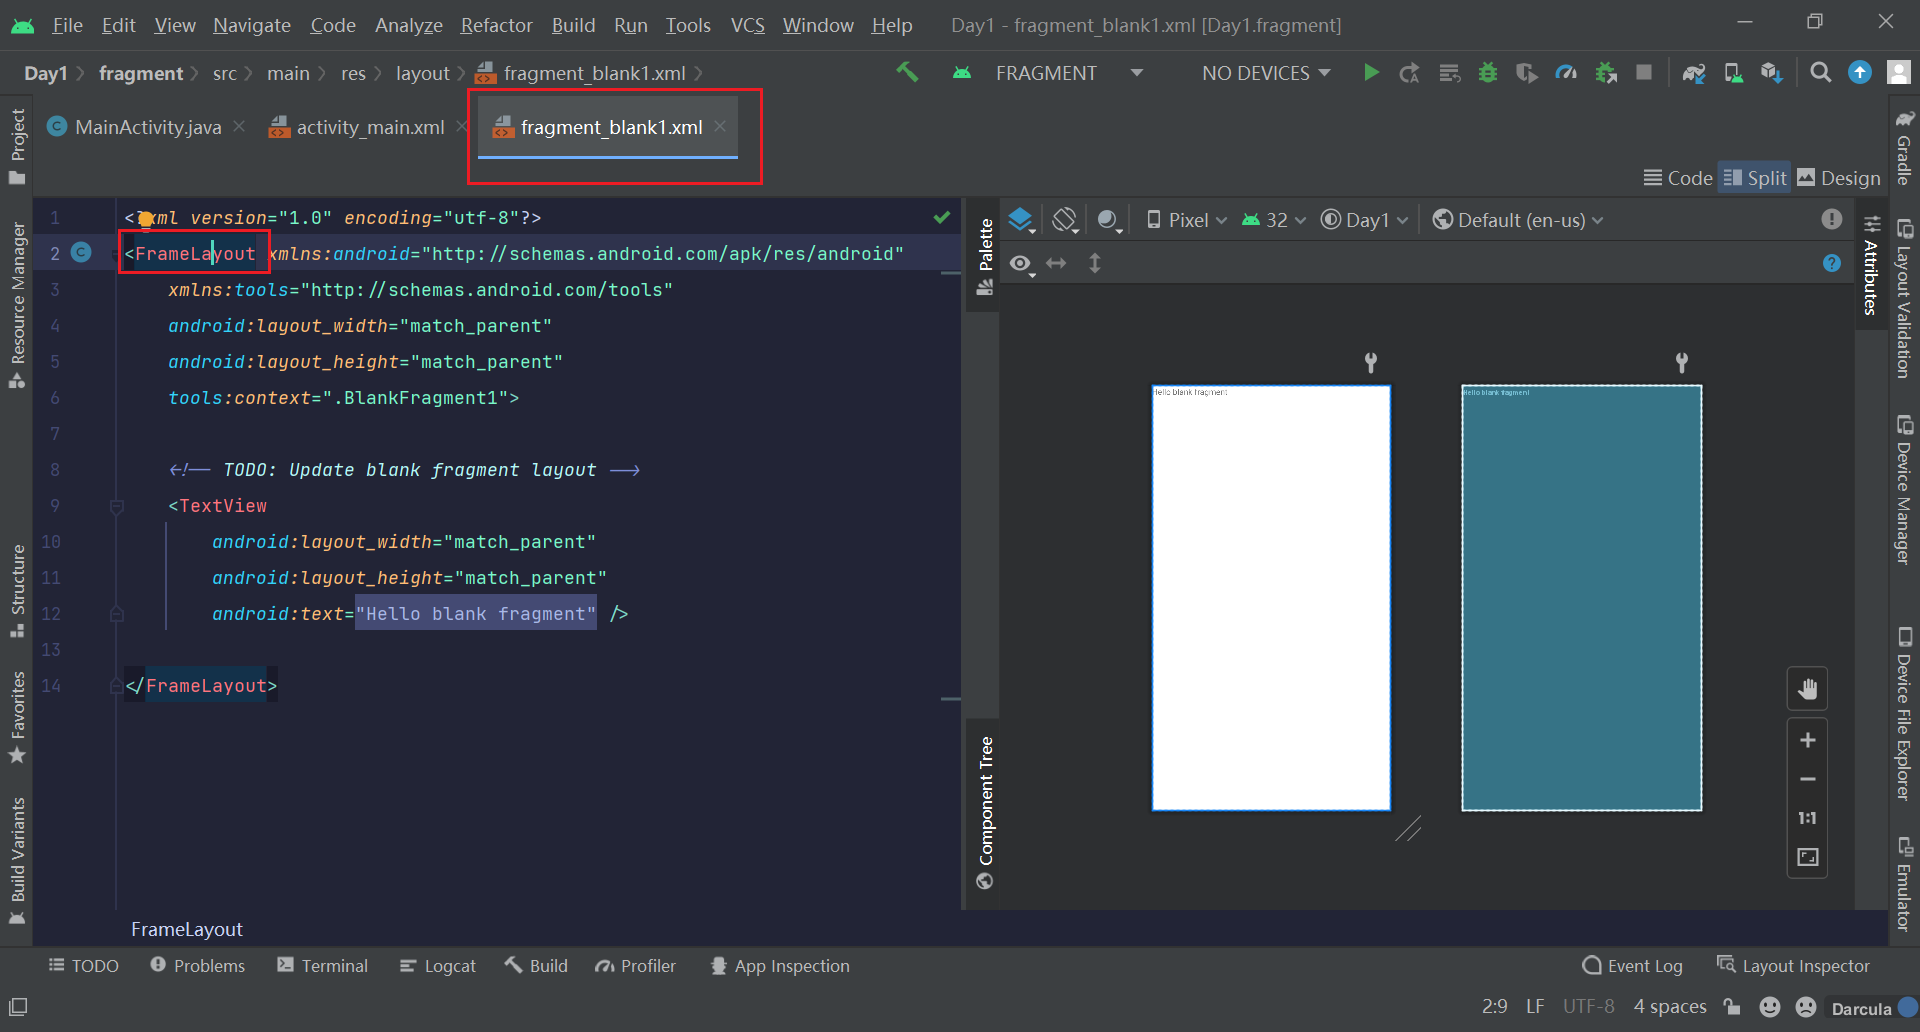 File Edit View Navigate Code Analyze Refactor Build Run Tools VCS Window Help Day1 - fragment_blank1.xml [Day1.fragment]
Day1 fragment src main res layout fragment_blank1.xml FRAGMENT NO DEVICES
MainActivity.java activity_main.xml fragment_blank1.xml
Code Split Design
Project
Resource Manager
Structure
Favorites
Build Variants
1 <?xml version="1.0" encoding="utf-8"?>
2 <FrameLayout xmlns:android="http://schemas.android.com/apk/res/android"
3 xmlns:tools="http://schemas.android.com/tools"
4 android:layout_width="match_parent"
5 android:layout_height="match_parent"
6 tools:context=".BlankFragment1">
7
8 <!-- TODO: Update blank fragment layout -->
9 <TextView
10 android:layout_width="match_parent"
11 android:layout_height="match_parent"
12 android:text="Hello blank fragment" />
13
14 </FrameLayout>
FrameLayout
Palette
Component Tree
Pixel 32 Day1 Default (en-us)
Hello blank fragment
Hello blank fragment
1:1
Attributes
Gradle
Layout Validation
Device Manager
Device File Explorer
Emulator
TODO Problems Terminal Logcat Build Profiler App Inspection Event Log Layout Inspector
2:9 LF UTF-8 4 spaces Darcula